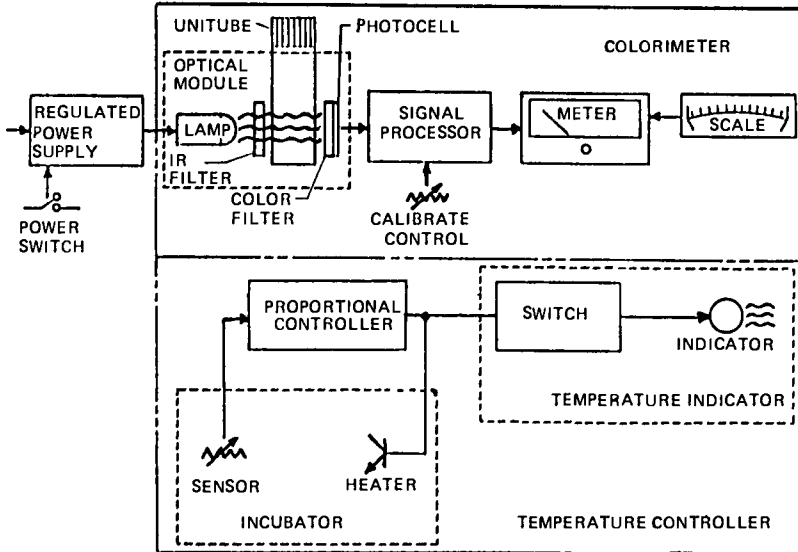 UNITUBE
PHOTOCELL
COLORIMETER
OPTICAL
MODULE
REGULATED
POWER
SUPPLY
LAMP
SIGNAL
PROCESSOR
METER
SCALE
IR
FILTER
COLOR
FILTER
CALIBRATE
CONTROL
POWER
SWITCH
PROPORTIONAL
CONTROLLER
SWITCH
INDICATOR
TEMPERATURE INDICATOR
SENSOR
HEATER
INCUBATOR
TEMPERATURE CONTROLLER